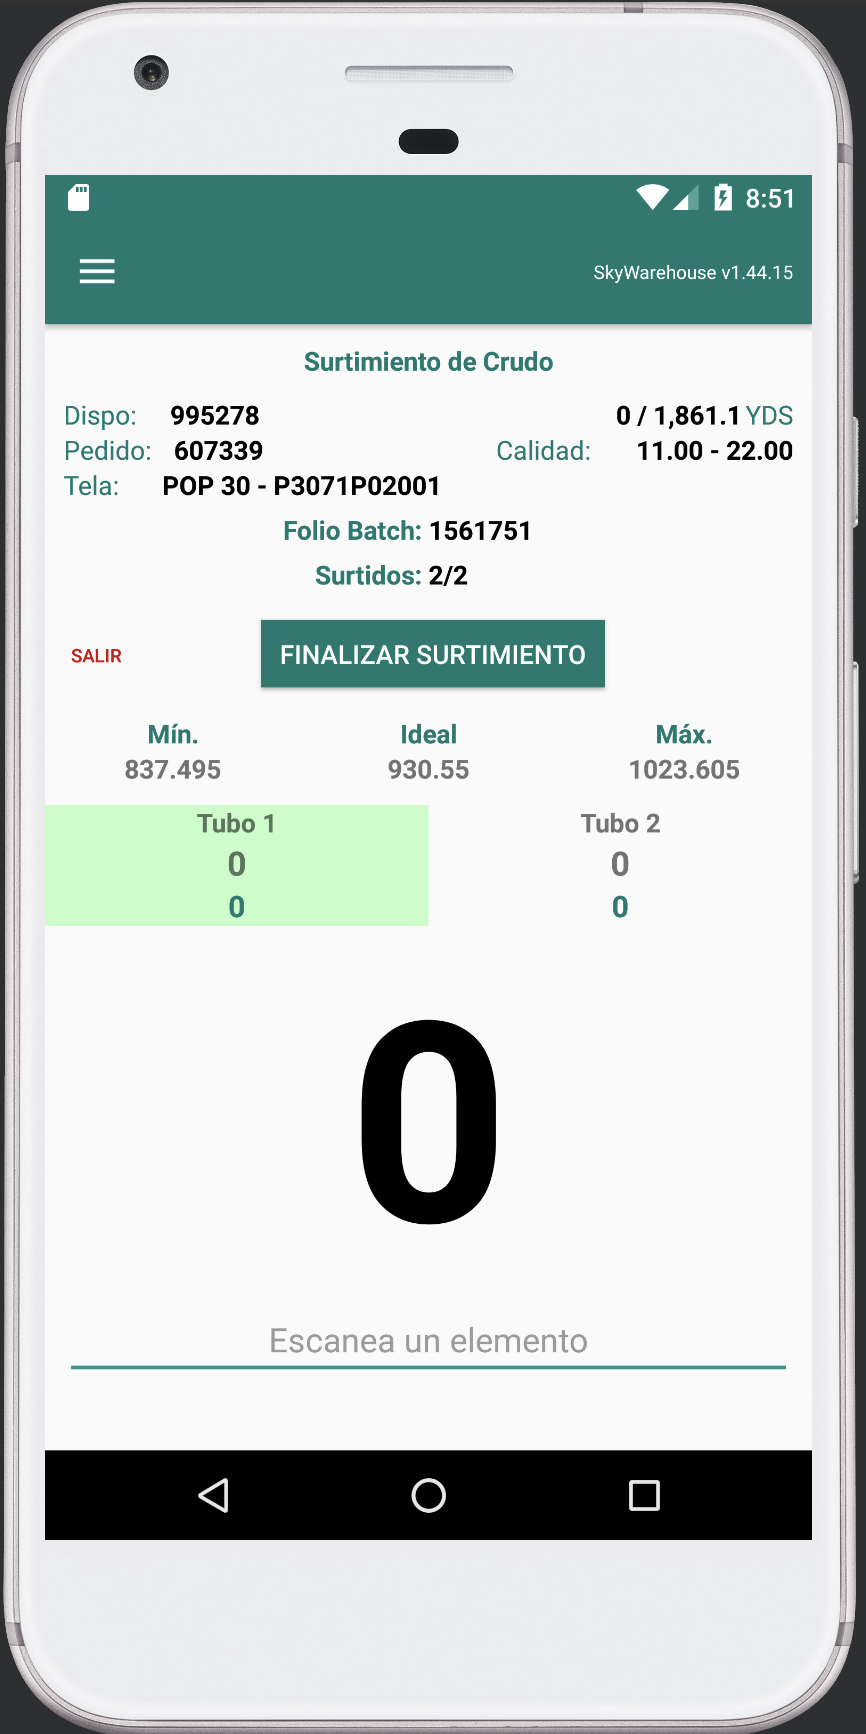 8:51
SkyWarehouse v1.44.15
Surtimiento de Crudo
Dispo: 995278 0 / 1,861.1 YDS
Pedido: 607339 Calidad: 11.00 - 22.00
Tela: POP 30 - P3071P02001
Folio Batch: 1561751
Surtidos: 2/2
SALIR FINALIZAR SURTIMIENTO
Mín. Ideal Máx.
837.495 930.55 1023.605
Tubo 1 Tubo 2
0 0
0 0
0
Escanea un elemento